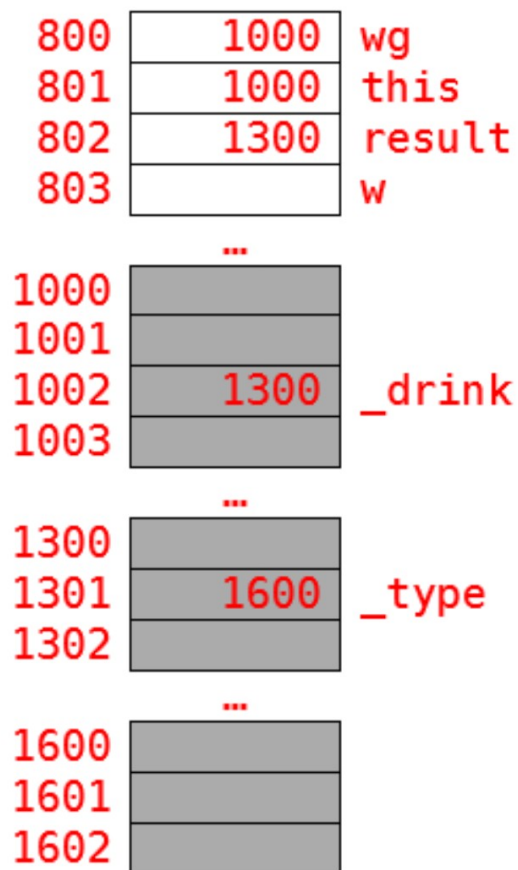 800 1000 wg
801 1000 this
802 1300 result
803 w
…
1000
1001
1002 1300 _drink
1003
…
1300
1301 1600 _type
1302
…
1600
1601
1602